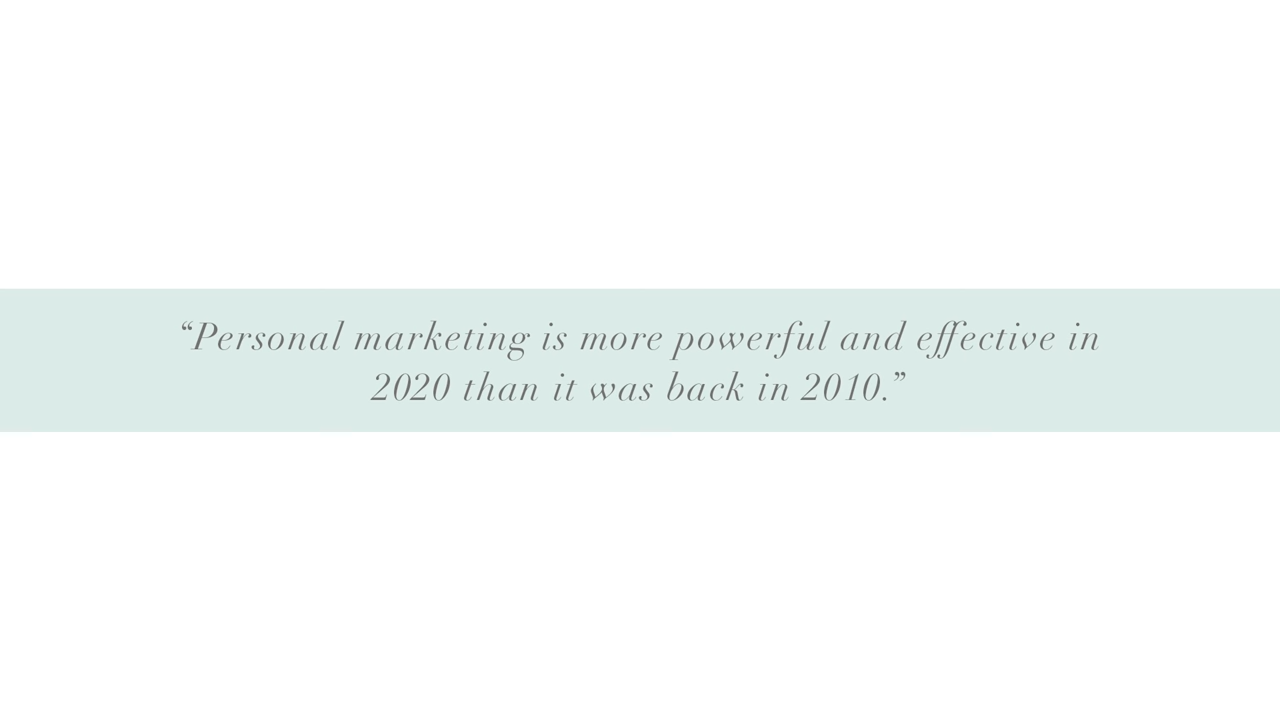 “Personal marketing is more powerful and effective in
2020 than it was back in 2010.”